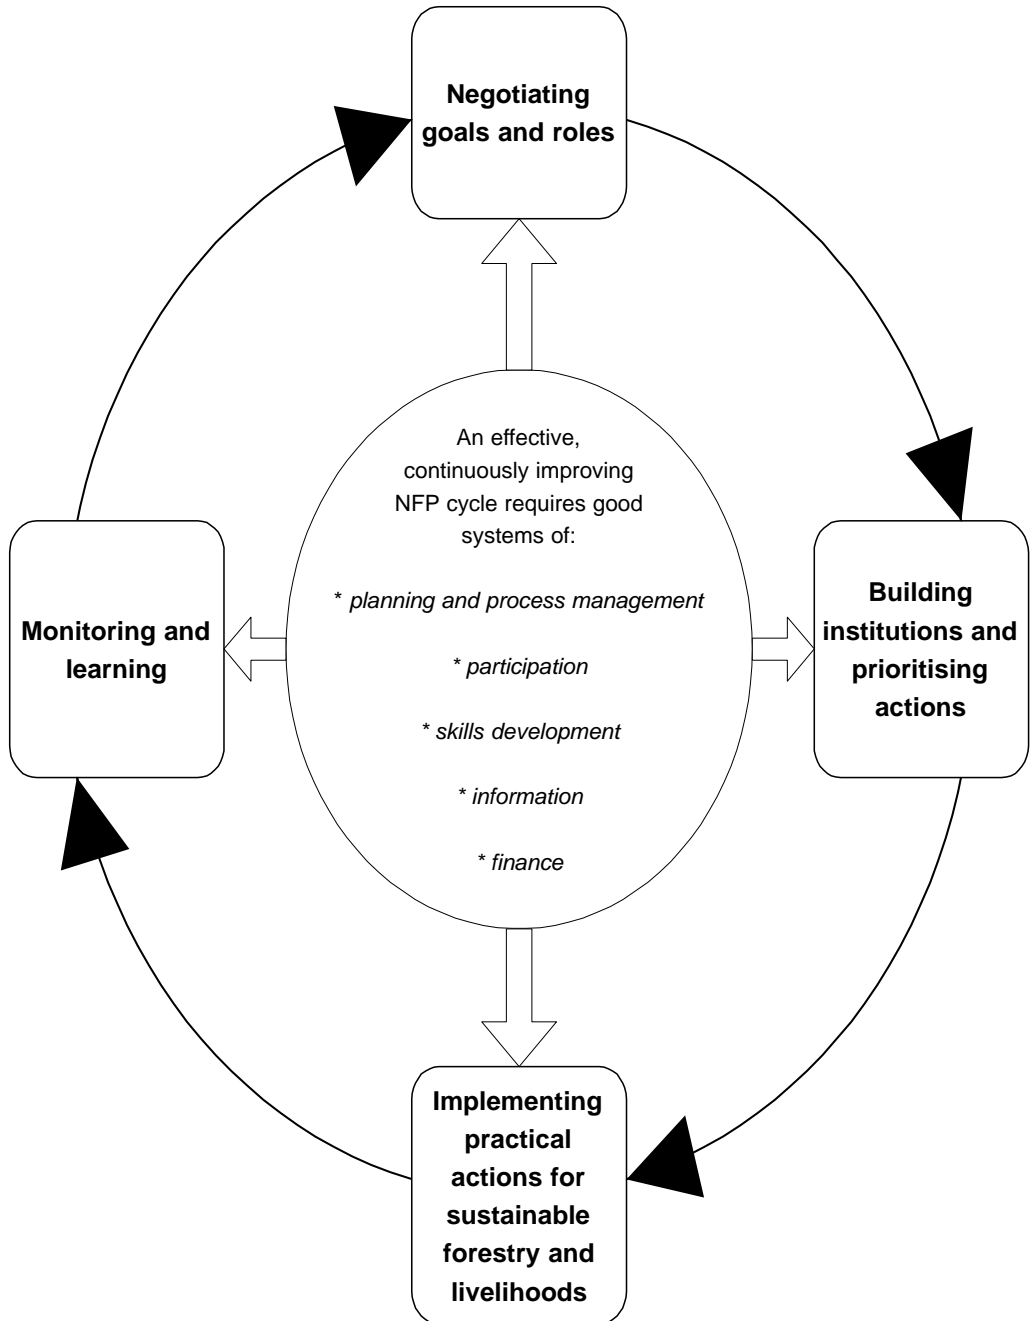 Negotiating
goals and roles
An effective,
continuously improving
NFP cycle requires good
systems of:
* planning and process management
* participation
* skills development
* information
* finance
Monitoring and
learning
Building
institutions and
prioritising
actions
Implementing
practical
actions for
sustainable
forestry and
livelihoods